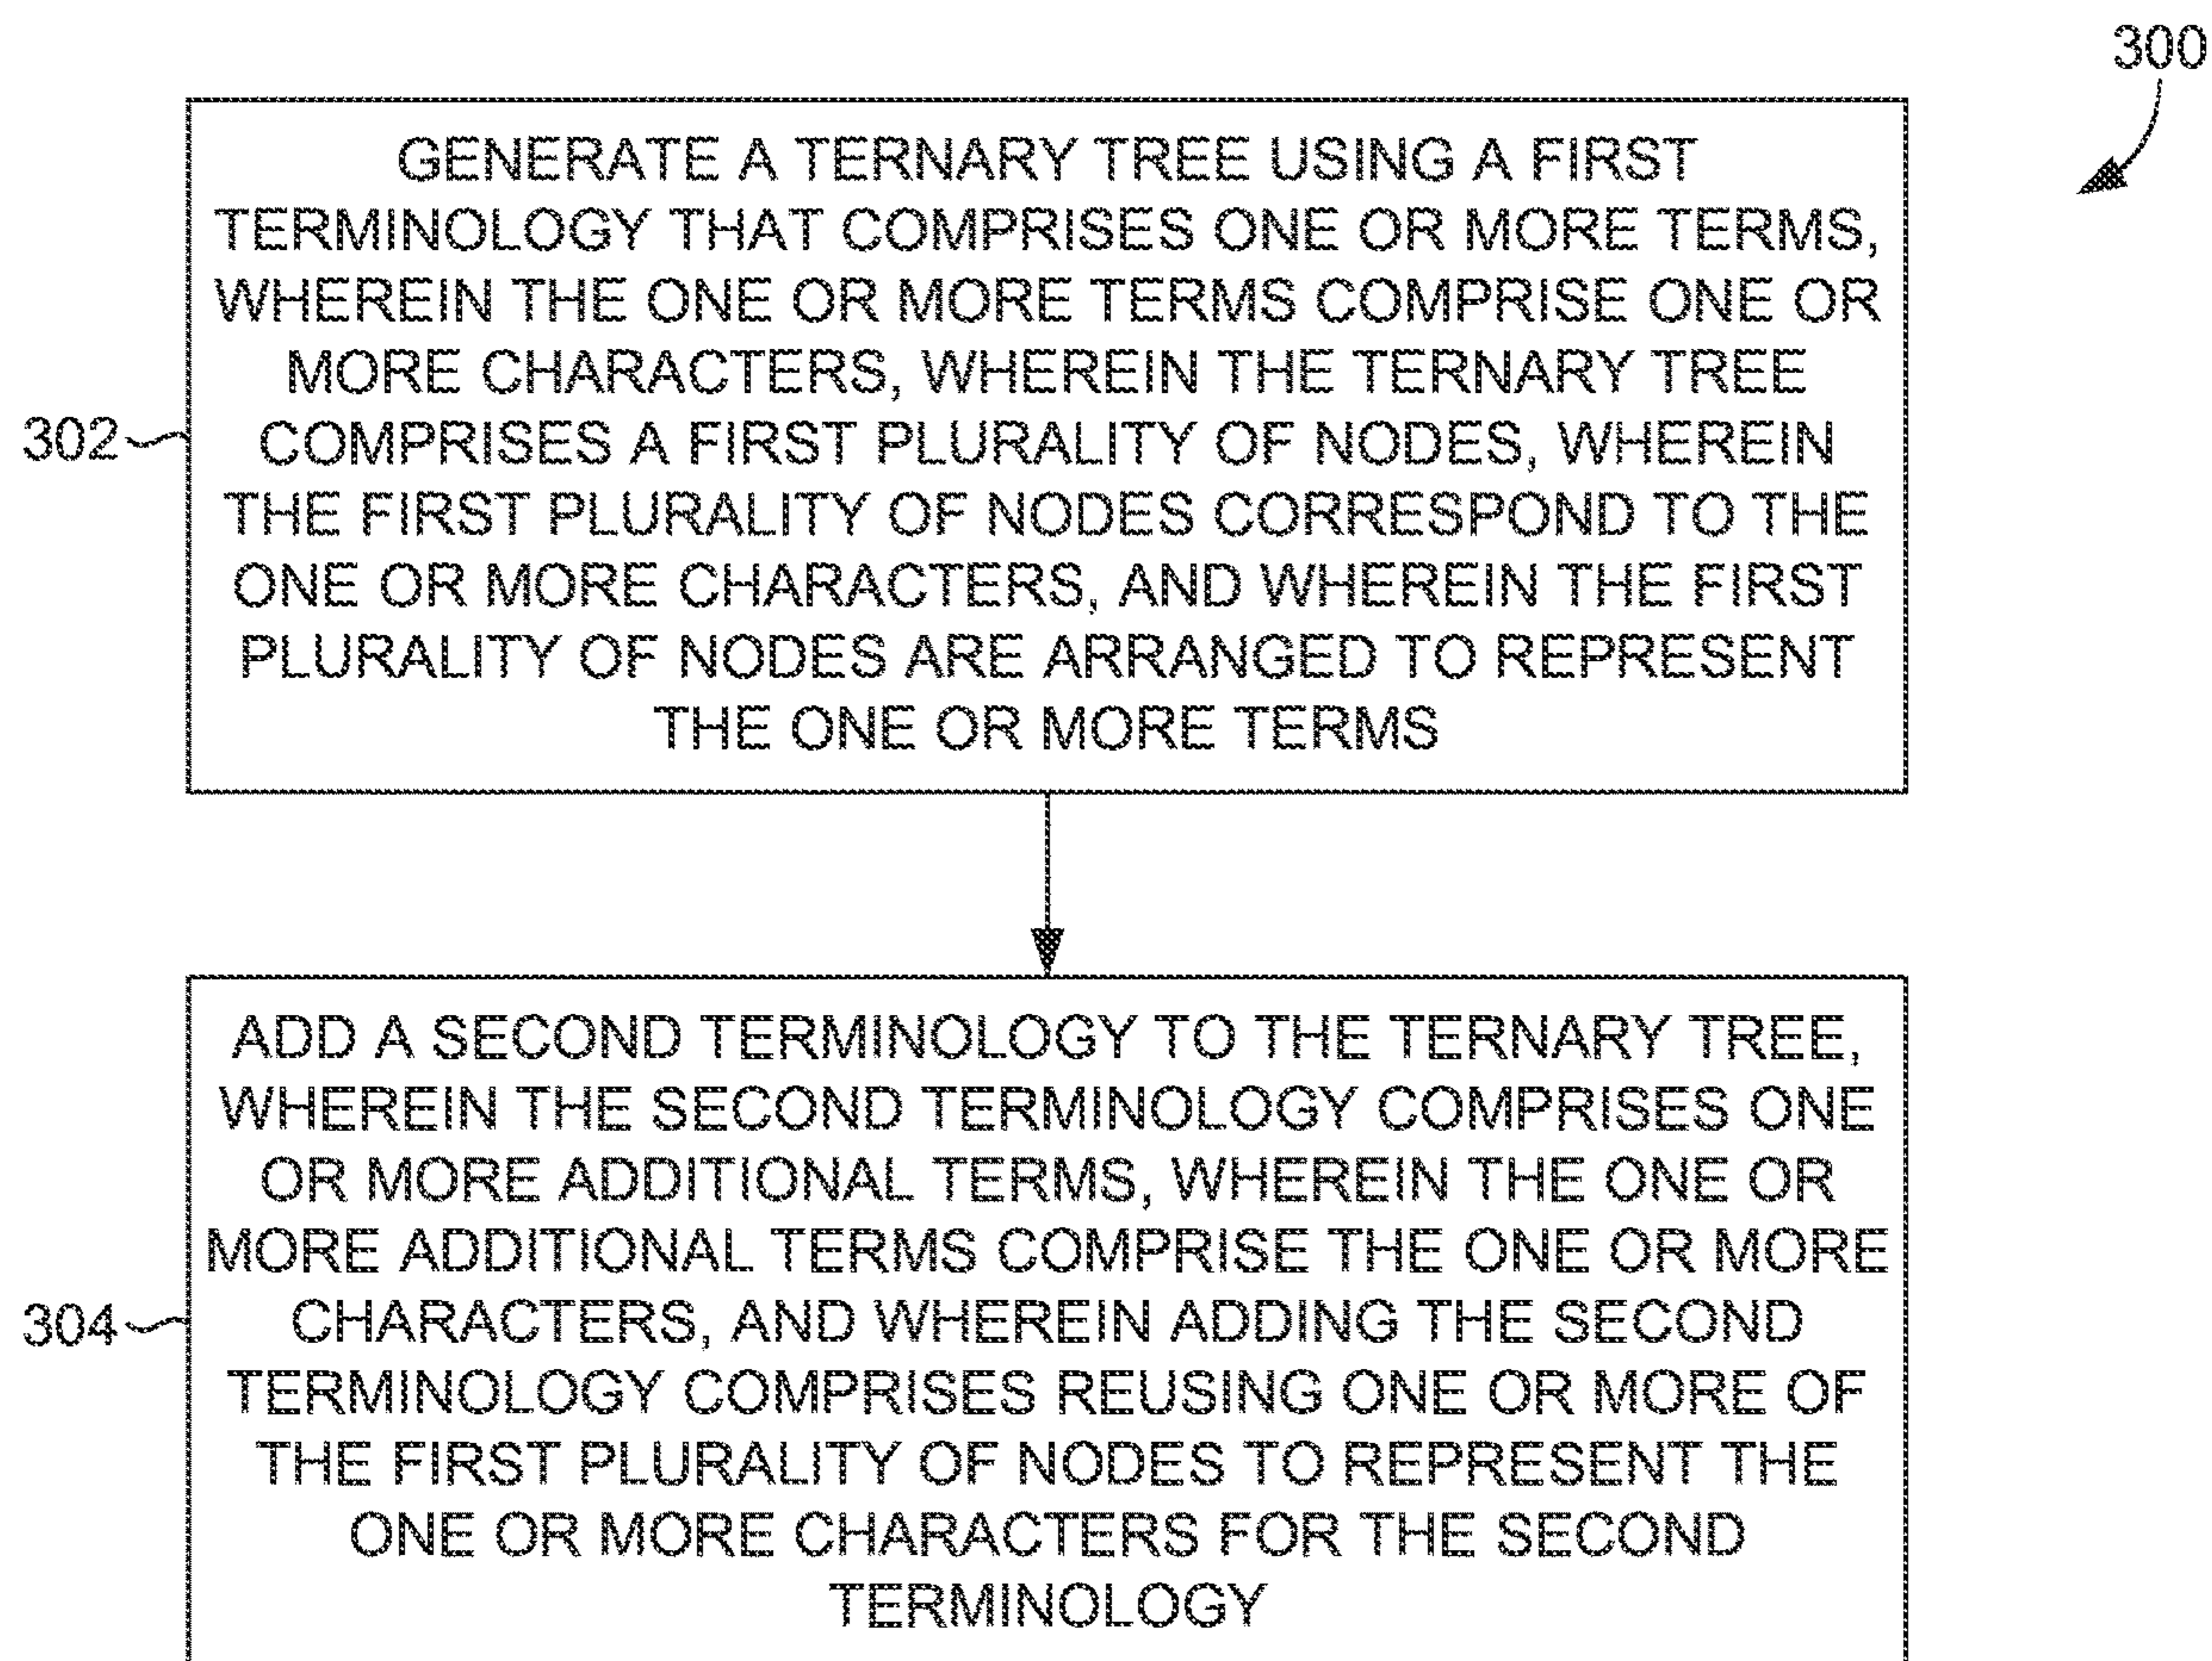 300
GENERATE A TERNARY TREE USING A FIRST
TERMINOLOGY THAT COMPRISES ONE OR MORE TERMS,
WHEREIN THE ONE OR MORE TERMS COMPRISE ONE OR
MORE CHARACTERS, WHEREIN THE TERNARY TREE
COMPRISES A FIRST PLURALITY OF NODES, WHEREIN
THE FIRST PLURALITY OF NODES CORRESPOND TO THE
ONE OR MORE CHARACTERS, AND WHEREIN THE FIRST
PLURALITY OF NODES ARE ARRANGED TO REPRESENT
THE ONE OR MORE TERMS
302
ADD A SECOND TERMINOLOGY TO THE TERNARY TREE,
WHEREIN THE SECOND TERMINOLOGY COMPRISES ONE
OR MORE ADDITIONAL TERMS, WHEREIN THE ONE OR
MORE ADDITIONAL TERMS COMPRISE THE ONE OR MORE
CHARACTERS, AND WHEREIN ADDING THE SECOND
TERMINOLOGY COMPRISES REUSING ONE OR MORE OF
THE FIRST PLURALITY OF NODES TO REPRESENT THE
ONE OR MORE CHARACTERS FOR THE SECOND
TERMINOLOGY
304